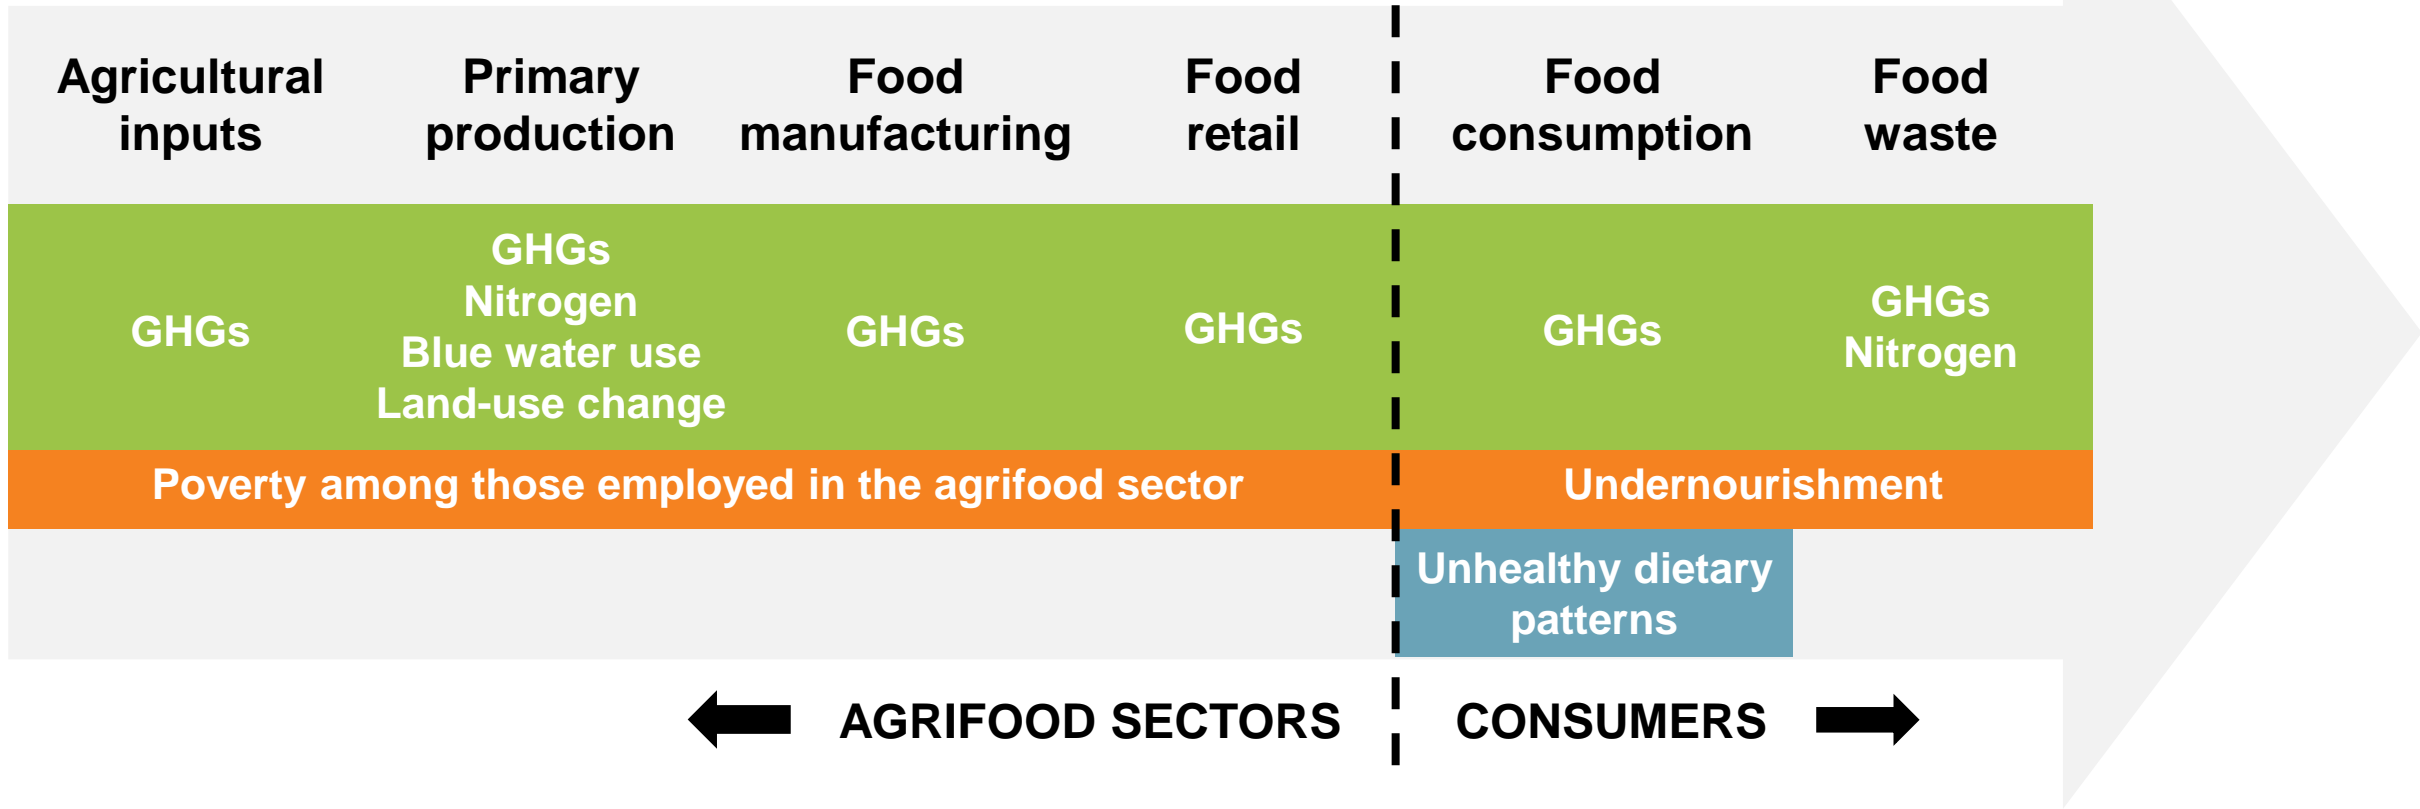 Agricultural
inputs
Primary
production
Food
manufacturing
Food
retail
Food
consumption
Food
waste
GHGs
GHGs
Nitrogen
Blue water use
Land-use change
GHGs
GHGs
GHGs
GHGs
Nitrogen
Poverty among those employed in the agrifood sector
Undernourishment
Unhealthy dietary
patterns
AGRIFOOD SECTORS
CONSUMERS